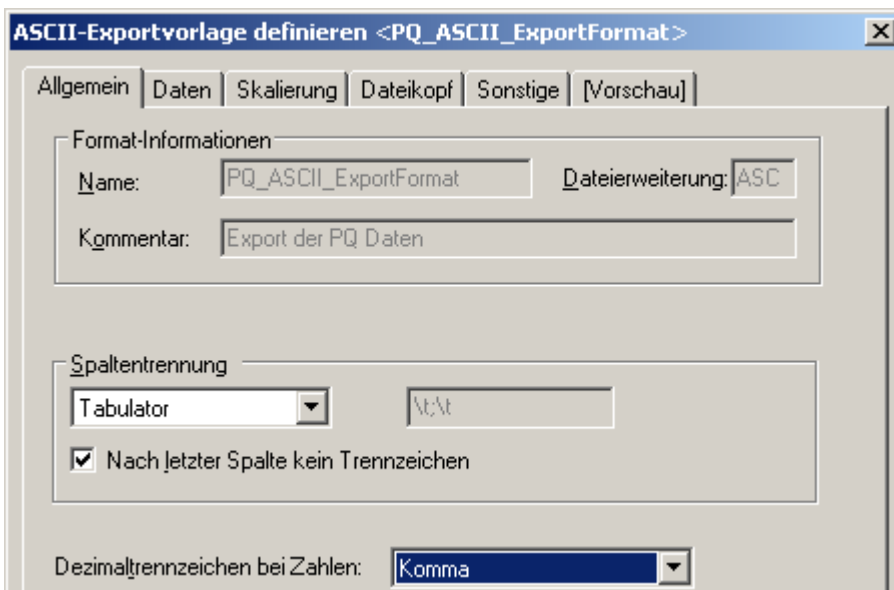 ASCII-Exportvorlage definieren <PQ_ASCII_ExportFormat>
Allgemein Daten Skalierung Dateikopf Sonstige [Vorschau]
Format-Informationen
Name: PQ_ASCII_ExportFormat Dateierweiterung: ASC
Kommentar: Export der PQ Daten
Spaltentrennung
Tabulator \t;\t
Nach letzter Spalte kein Trennzeichen
Dezimaltrennzeichen bei Zahlen: Komma